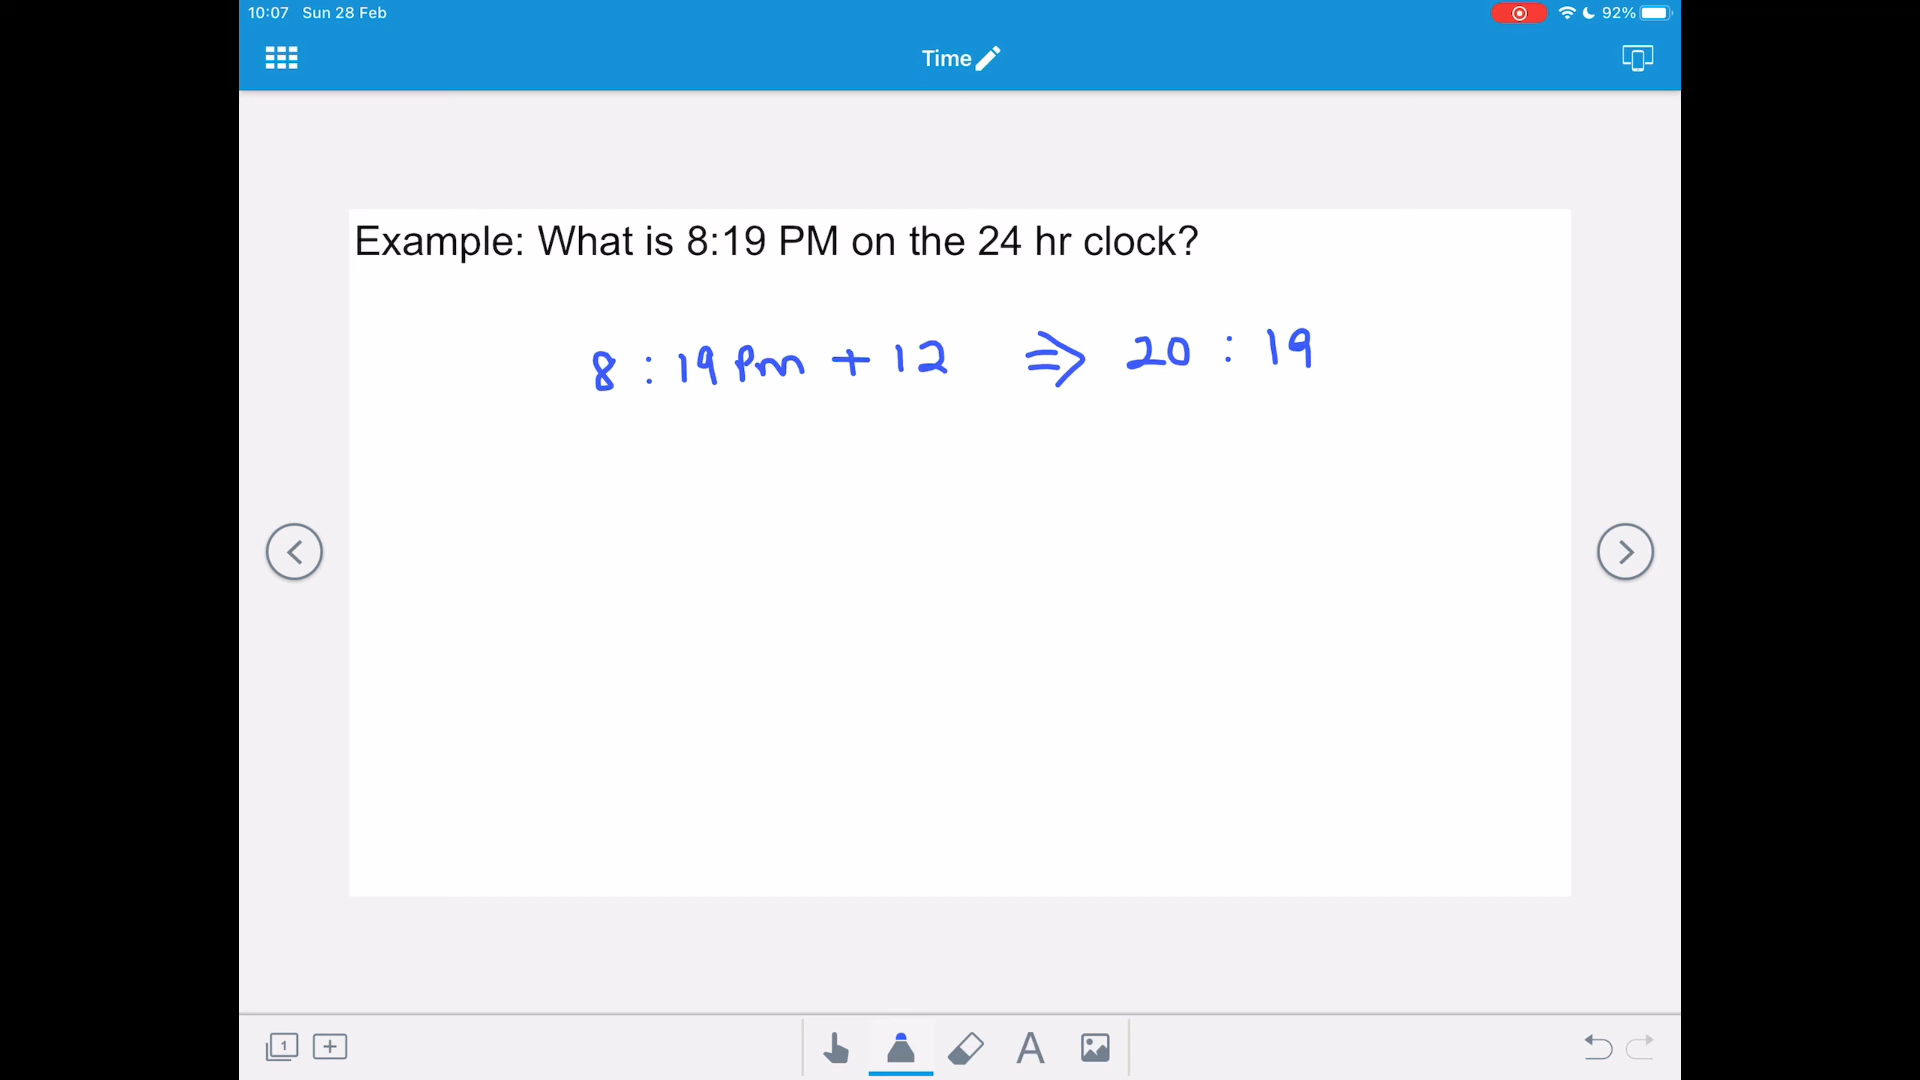 10:07 Sun 28 Feb 92%
Time
Example: What is 8:19 PM on the 24 hr clock?
8 : 19 Pm + 12 ⇒ 20 : 19
1
A